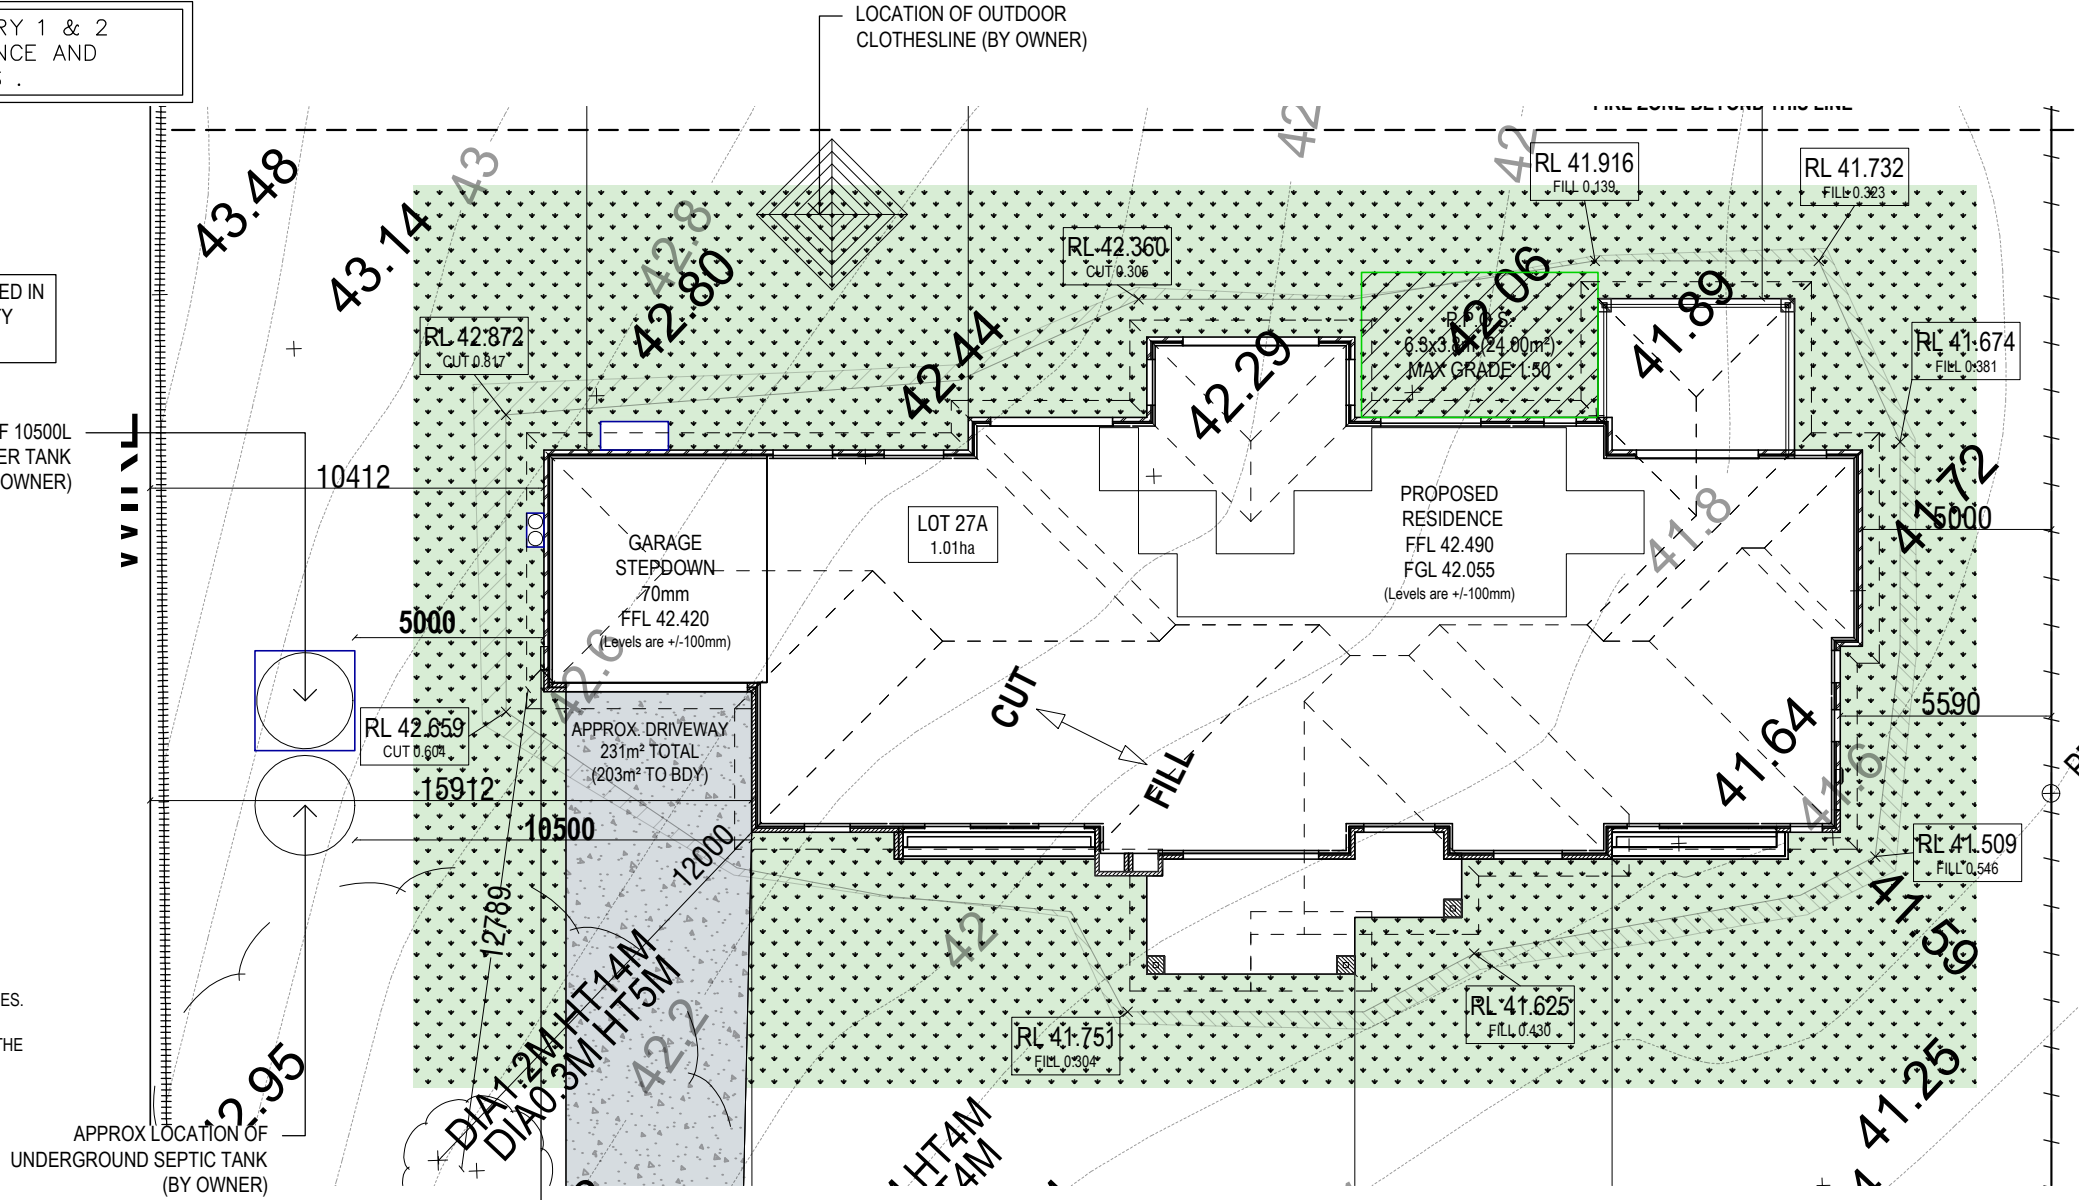 LOCATION OF OUTDOOR
CLOTHESLINE (BY OWNER)
RY 1 & 2
NCE AND
S .
43.48
43.14
43
42.8
42.80
42
42
RL 41.916
FILL 0.139
RL 41.732
FILL 0.323
RL 42.360
CUT 0.305
42.06
41.89
RL 42.872
CUT 0.817
42.44
42.29
R.P.O.S.
MAX GRADE 1:50
RL 41.674
FILL 0.381
ED IN
TY
F 10500L
ER TANK
OWNER)
10412
LOT 27A
1.01ha
PROPOSED
RESIDENCE
FFL 42.490
FGL 42.055
(Levels are +/-100mm)
41.8
41.72
5000
GARAGE
STEPDOWN
70mm
FFL 42.420
(Levels are +/-100mm)
5000
42.6
CUT
FILL
41.64
5590
41.6
RL 42.659
CUT 0.604
APPROX DRIVEWAY
231m² TOTAL
(203m² TO BDY)
15912
10500
12000
12789
42
RL 41.509
FILL 0.546
41.59
DIA1.2M HT14M
DIA0.3M HT5M
42.2
RL 41.751
FILL 0.304
RL 41.625
FILL 0.430
ES.
THE
12.95
APPROX LOCATION OF
UNDERGROUND SEPTIC TANK
(BY OWNER)
HT4M
41.25